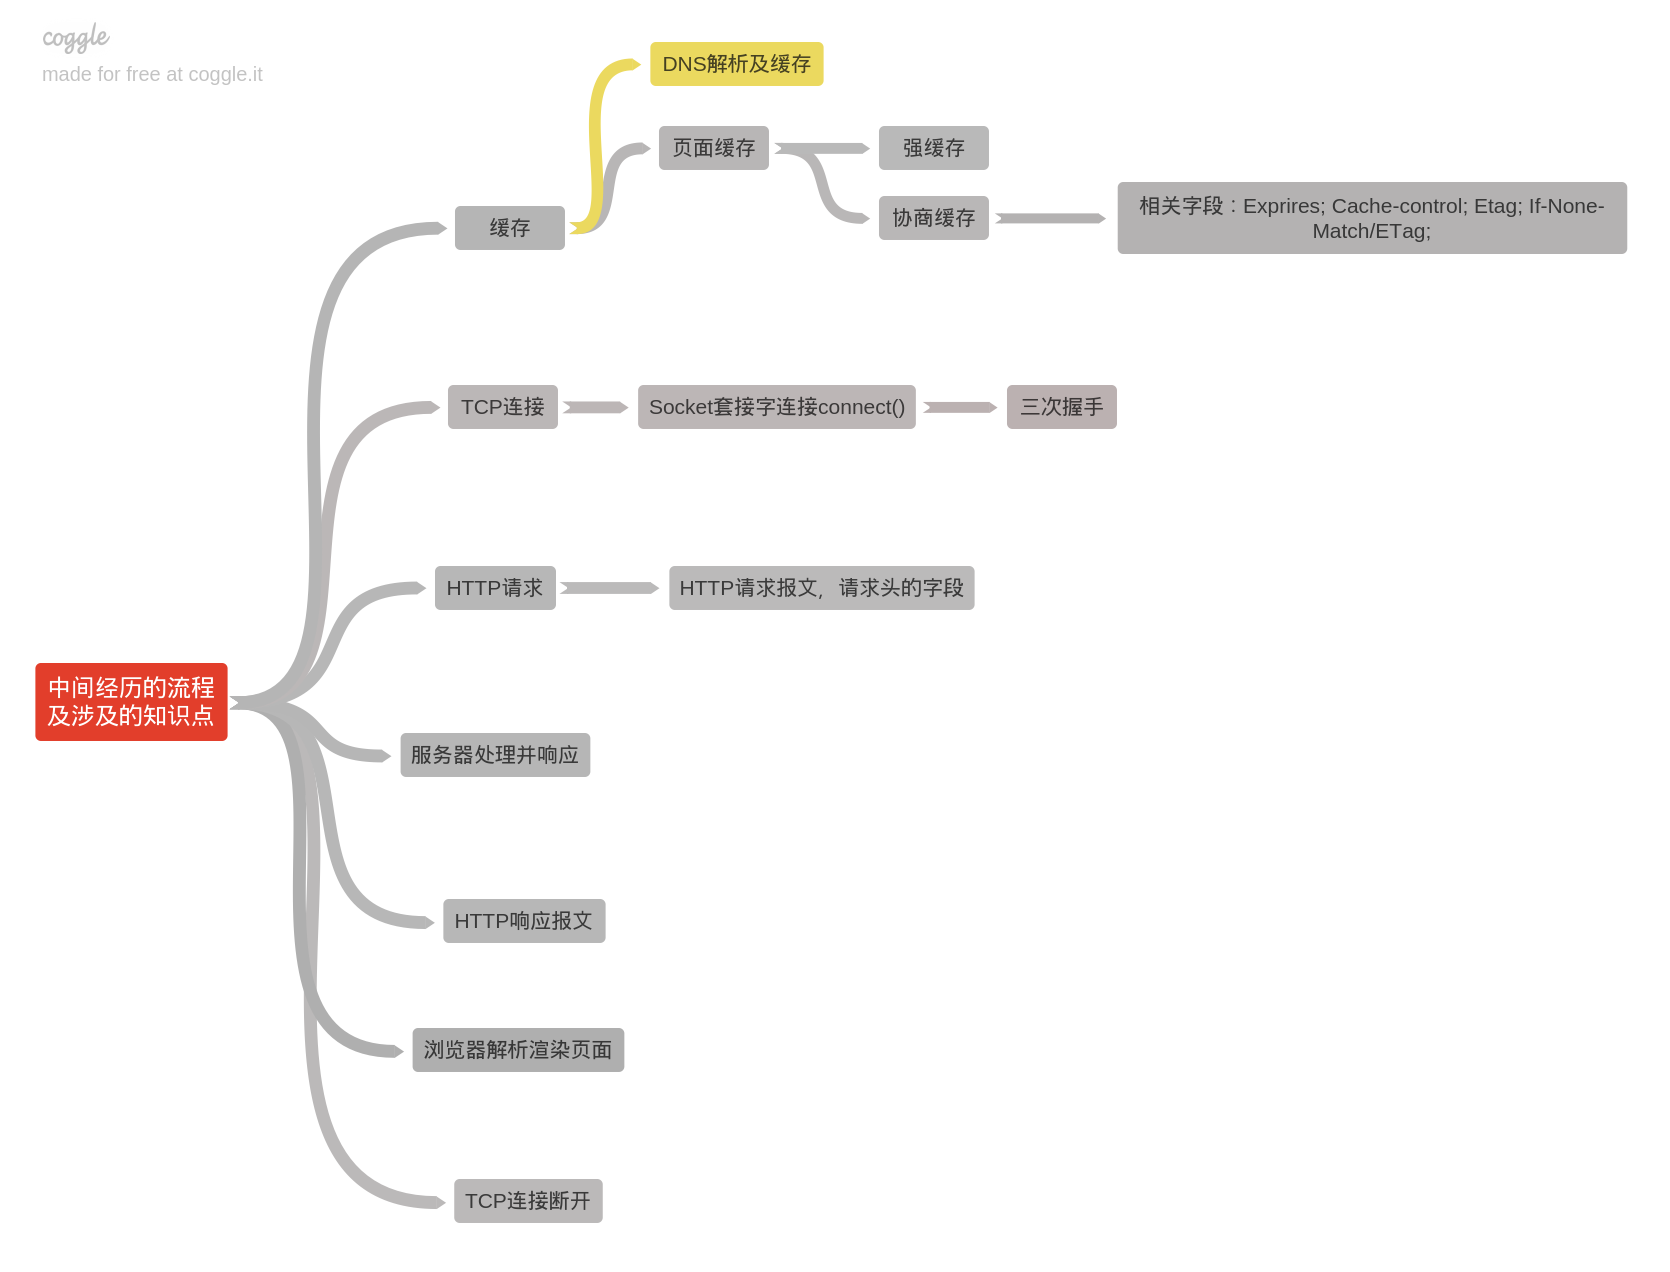 coggle
made for free at coggle.it
DNS解析及缓存
页面缓存
强缓存
协商缓存
相关字段：Exprires; Cache-control; Etag; If-None-
Match/ETag;
缓存
TCP连接
Socket套接字连接connect()
三次握手
HTTP请求
HTTP请求报文，请求头的字段
中间经历的流程
及涉及的知识点
服务器处理并响应
HTTP响应报文
浏览器解析渲染页面
TCP连接断开